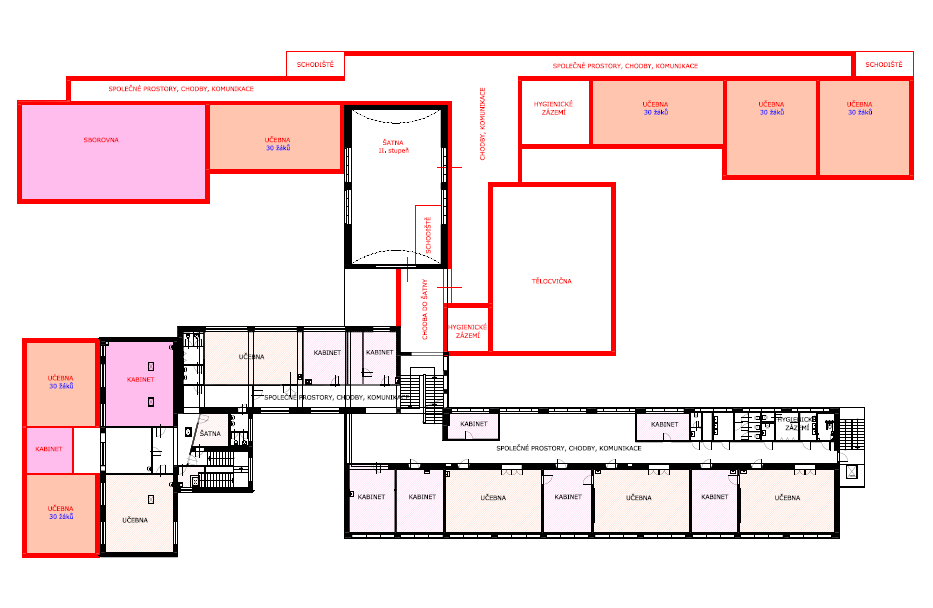 SCHODIŠTĚ
SPOLEČNÉ PROSTORY, CHODBY, KOMUNIKACE
SCHODIŠTĚ
SPOLEČNÉ PROSTORY, CHODBY, KOMUNIKACE
CHODBY, KOMUNIKACE
HYGIENICKÉ
ZÁZEMÍ
UČEBNA
30 žáků
UČEBNA
30 žáků
UČEBNA
30 žáků
SBOROVNA
UČEBNA
30 žáků
ŠATNA
II. stupeň
SCHODIŠTĚ
TĚLOCVIČNA
CHODBA DO ŠATNY
HYGIENICKÉ
ZÁZEMÍ
UČEBNA
KABINET
KABINET
UČEBNA
30 žáků
KABINET
SPOLEČNÉ PROSTORY, CHODBY, KOMUNIKACE
ŠATNA
KABINET
KABINET
HYGIENICKÉ
ZÁZEMÍ
KABINET
SPOLEČNÉ PROSTORY, CHODBY, KOMUNIKACE
UČEBNA
30 žáků
UČEBNA
KABINET
KABINET
UČEBNA
KABINET
UČEBNA
KABINET
UČEBNA